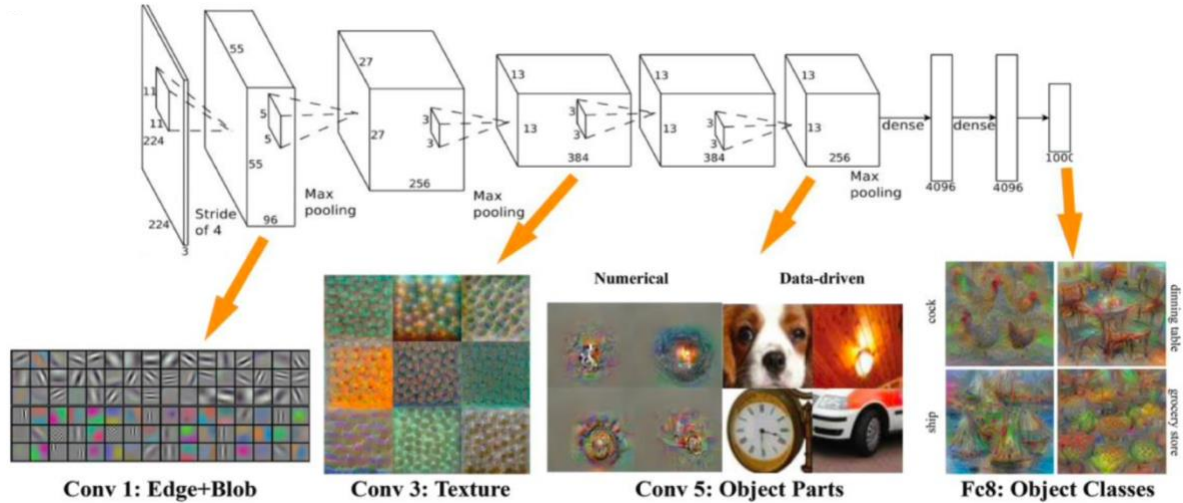 55
27
13
13
13
11
5
3
3
3
11
5
3
3
3
224
55
27
13
13
13
dense
dense
224
Stride
of 4
3
96
Max
pooling
256
Max
pooling
384
384
256
Max
pooling
4096
4096
1000
Numerical
Data-driven
cock
dinning table
ship
grocery store
Conv 1: Edge+Blob
Conv 3: Texture
Conv 5: Object Parts
Fc8: Object Classes